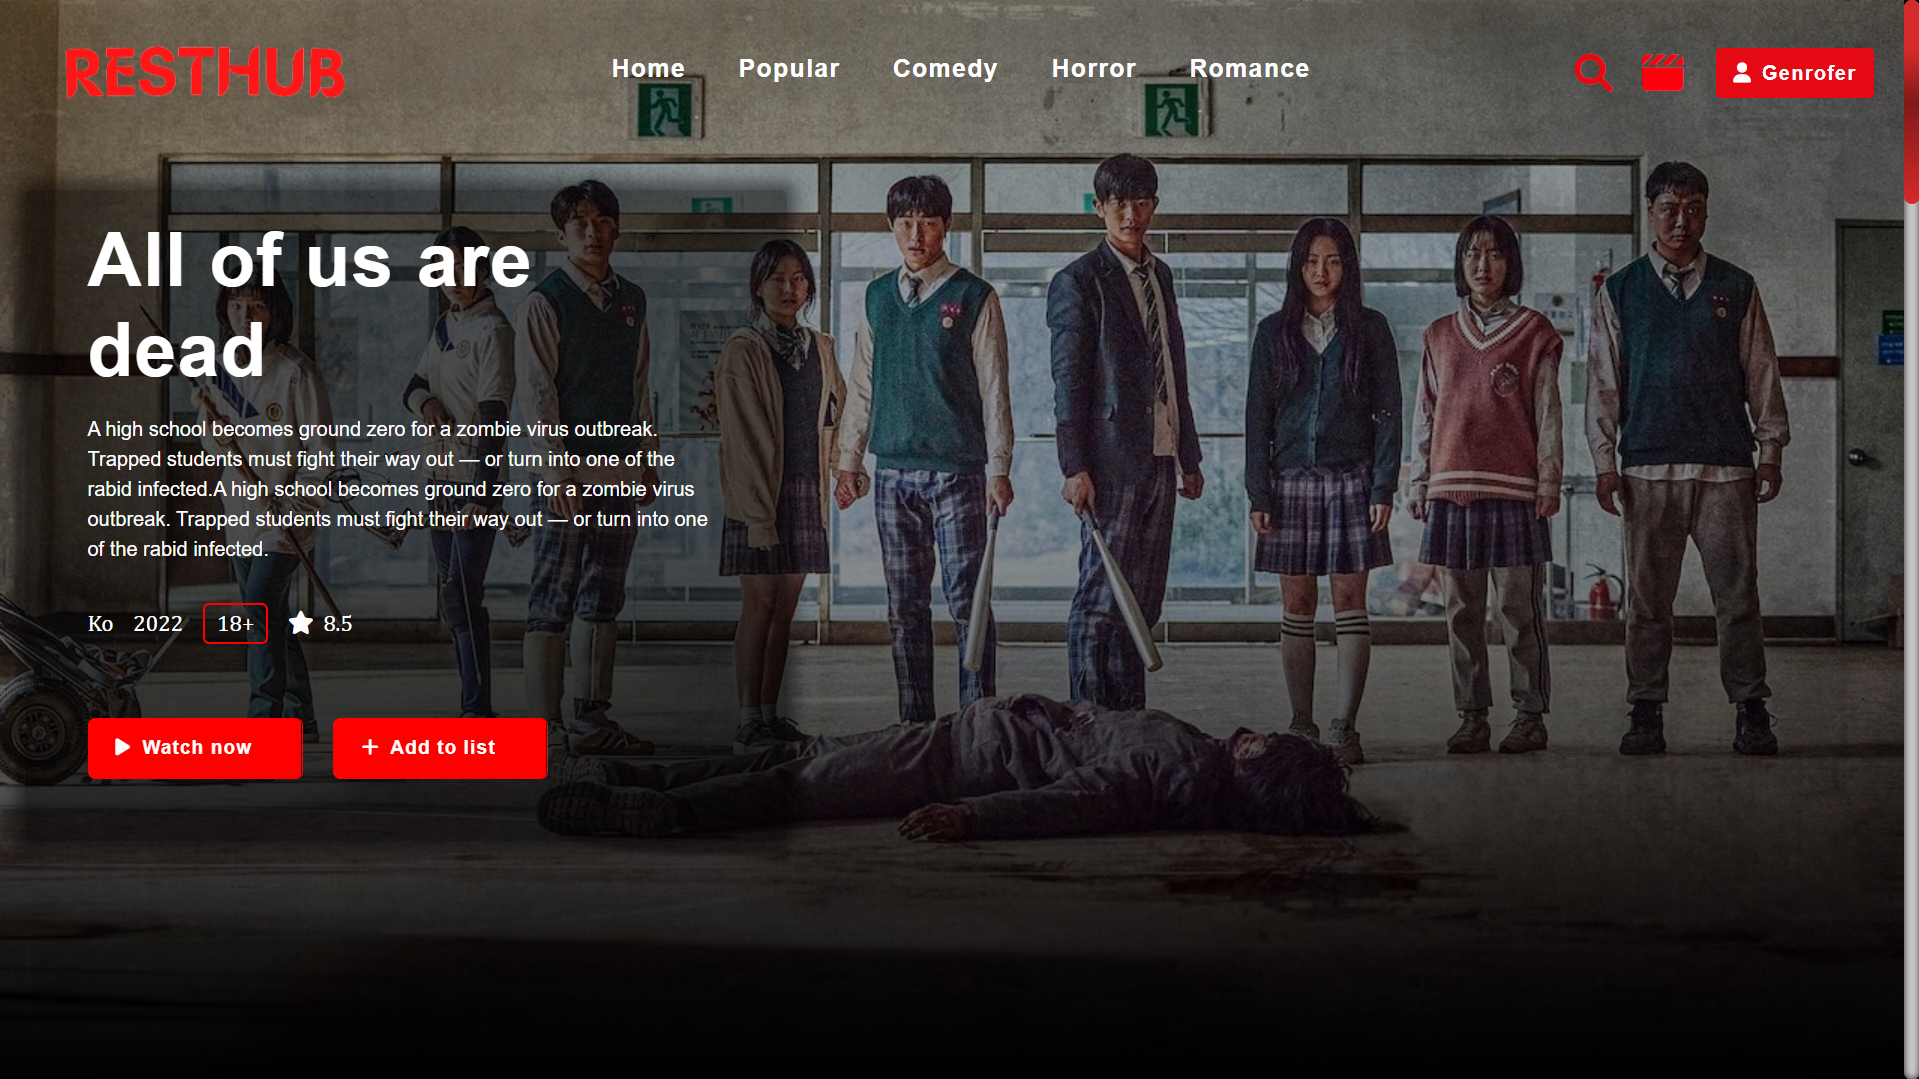 RESTHUB
Home Popular Comedy Horror Romance
Genrofer
All of us are
dead
A high school becomes ground zero for a zombie virus outbreak.
Trapped students must fight their way out — or turn into one of the
rabid infected.A high school becomes ground zero for a zombie virus
outbreak. Trapped students must fight their way out — or turn into one
of the rabid infected.
Ko 2022 18+ 8.5
Watch now Add to list